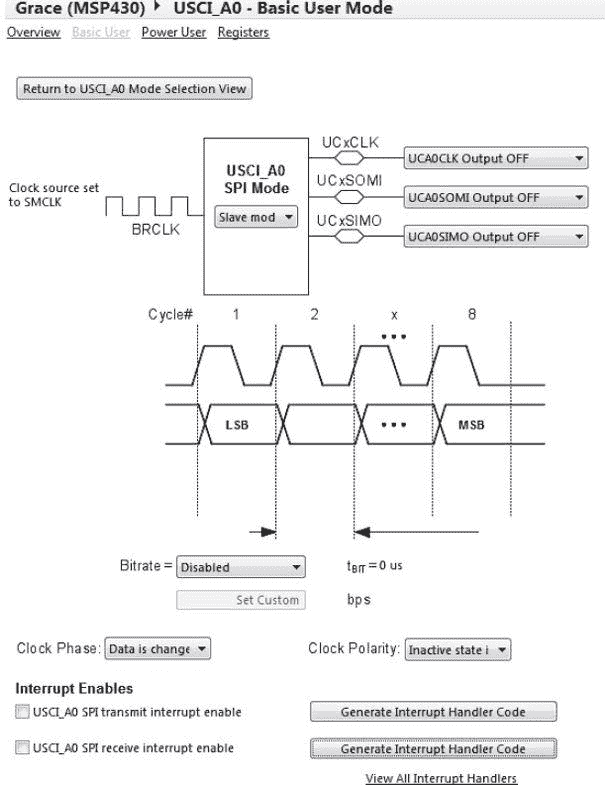 Grace (MSP430) ▸ USCI_A0 - Basic User Mode
Overview Basic User Power User Registers
Return to USCI_A0 Mode Selection View
UCxCLK
UCA0CLK Output OFF
USCI_A0
SPI Mode
Clock source set
to SMCLK
BRCLK
Slave mod
UCxSOMI
UCA0SOMI Output OFF
UCxSIMO
UCA0SIMO Output OFF
Cycle# 1 2 x 8
LSB MSB
Bitrate = Disabled tBIT = 0 us
Set Custom bps
Clock Phase: Data is change Clock Polarity: Inactive state i
Interrupt Enables
USCI_A0 SPI transmit interrupt enable Generate Interrupt Handler Code
USCI_A0 SPI receive interrupt enable Generate Interrupt Handler Code
View All Interrupt Handlers